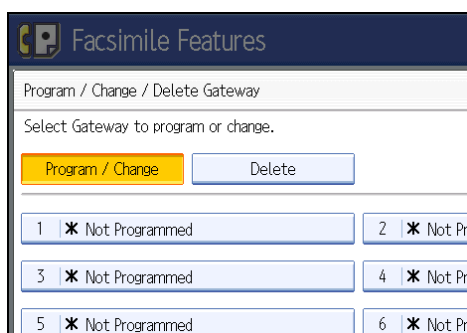 Facsimile Features
Program / Change / Delete Gateway
Select Gateway to program or change.
Program / Change Delete
1 * Not Programmed 2 * Not Pr
3 * Not Programmed 4 * Not Pr
5 * Not Programmed 6 * Not Pr